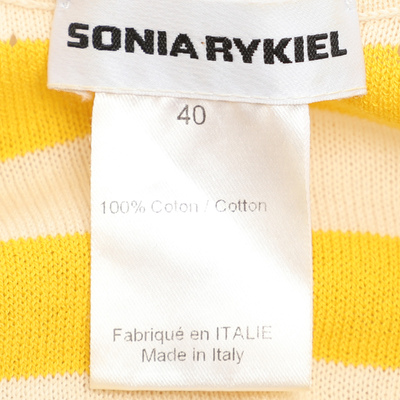 SONIA RYKIEL
40
100% Coton / Cotton
Fabriqué en ITALIE
Made in Italy